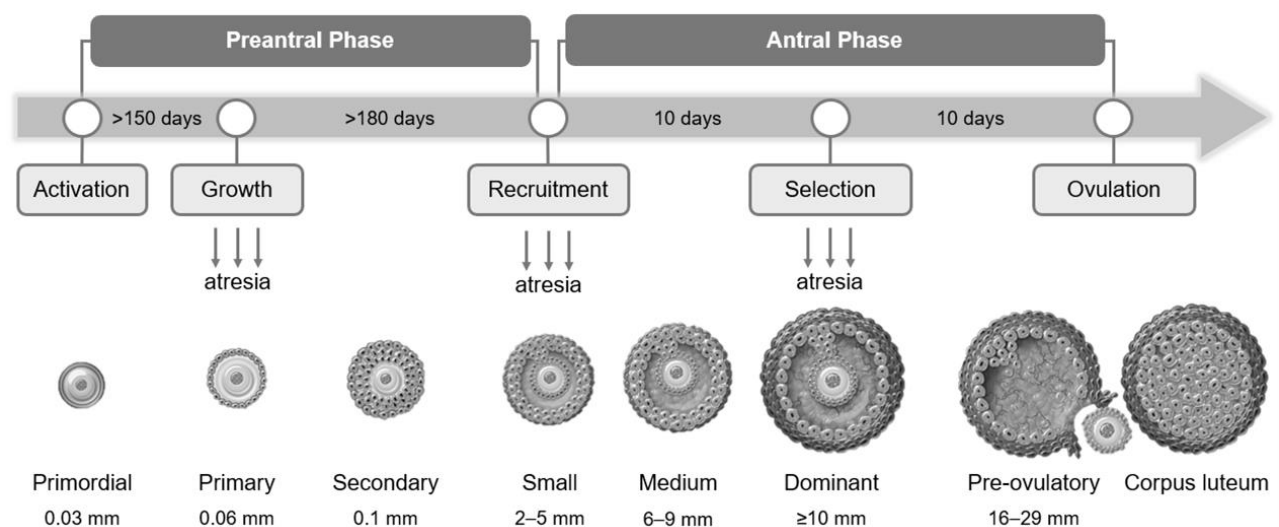 Preantral Phase
Antral Phase
>150 days
>180 days
10 days
10 days
Activation
Growth
Recruitment
Selection
Ovulation
atresia
atresia
atresia
Primordial
Primary
Secondary
Small
Medium
Dominant
Pre-ovulatory
Corpus luteum
0.03 mm
0.06 mm
0.1 mm
2–5 mm
6–9 mm
≥10 mm
16–29 mm